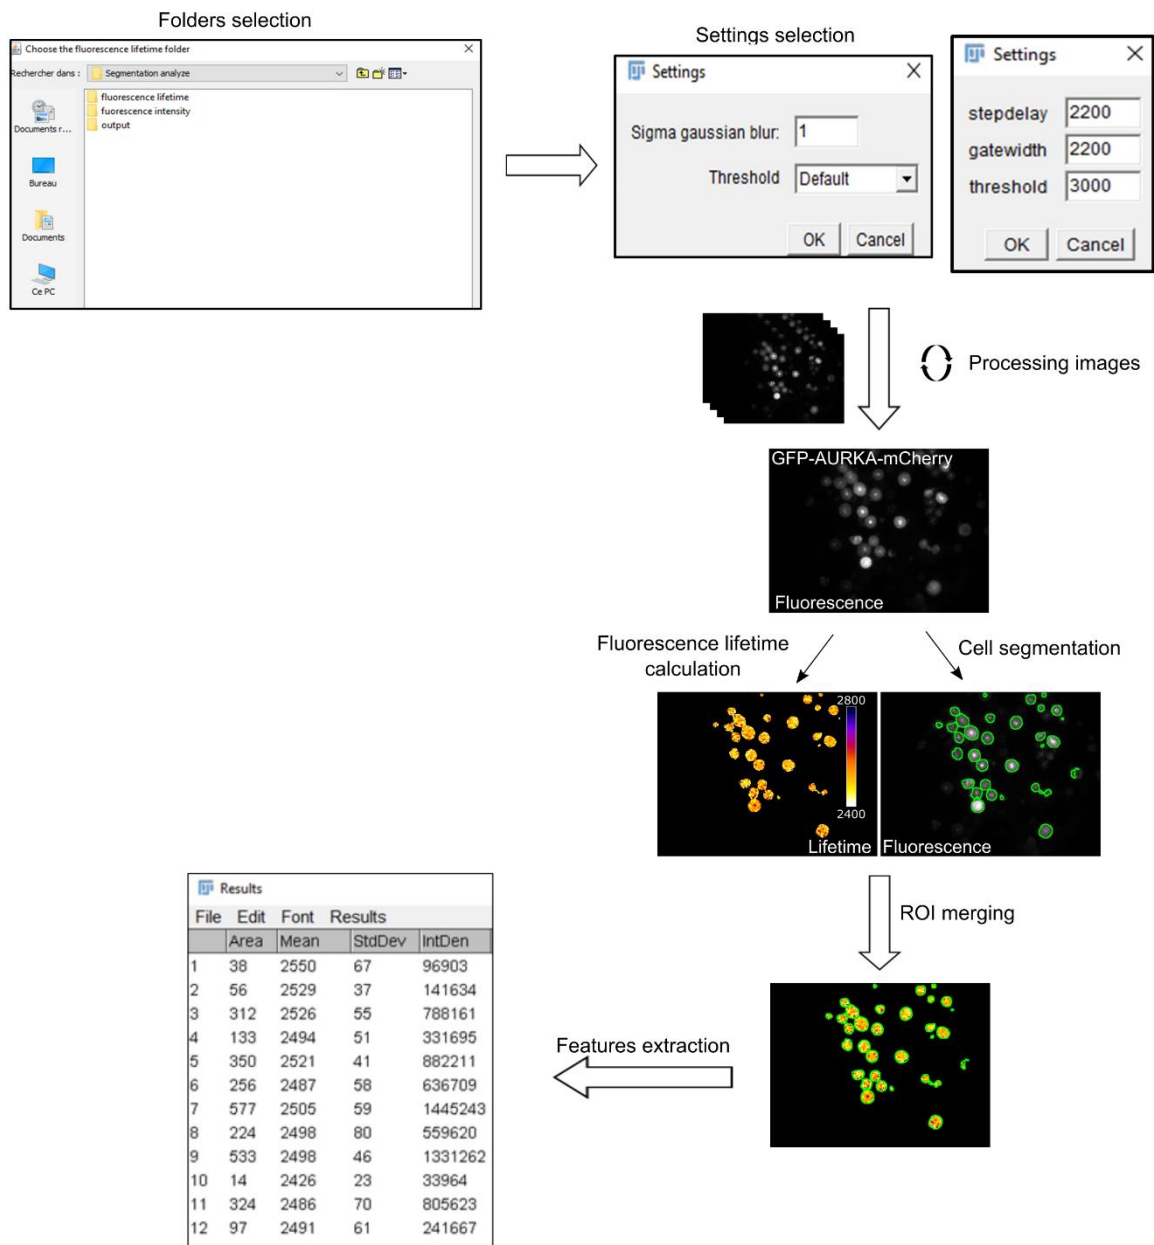 Folders selection
Choose the fluorescence lifetime folder
Rechercher dans :
Segmentation analyze
fluorescence lifetime
fuorescence intensity
output
Documents r...
Bureau
Documents
Ce PC
Settings selection
Settings
Sigma gaussian blur:
1
Threshold
Default
OK
Cancel
Settings
stepdelay
2200
gatewidth
2200
threshold
3000
OK
Cancel
Processing images
GFP-AURKA-mCherry
Fluorescence
Fluorescence lifetime
calculation
Cell segmentation
2800
2400
Lifetime
Fluorescence
ROI merging
Features extraction
Results
File Edit Font Results
Area Mean StdDev IntDen
1 38 2550 67 96903
2 56 2529 37 141634
3 312 2526 55 788161
4 133 2494 51 331695
5 350 2521 41 882211
6 256 2487 58 636709
7 577 2505 59 1445243
8 224 2498 80 559620
9 533 2498 46 1331262
10 14 2426 23 33964
11 324 2486 70 805623
12 97 2491 61 241667